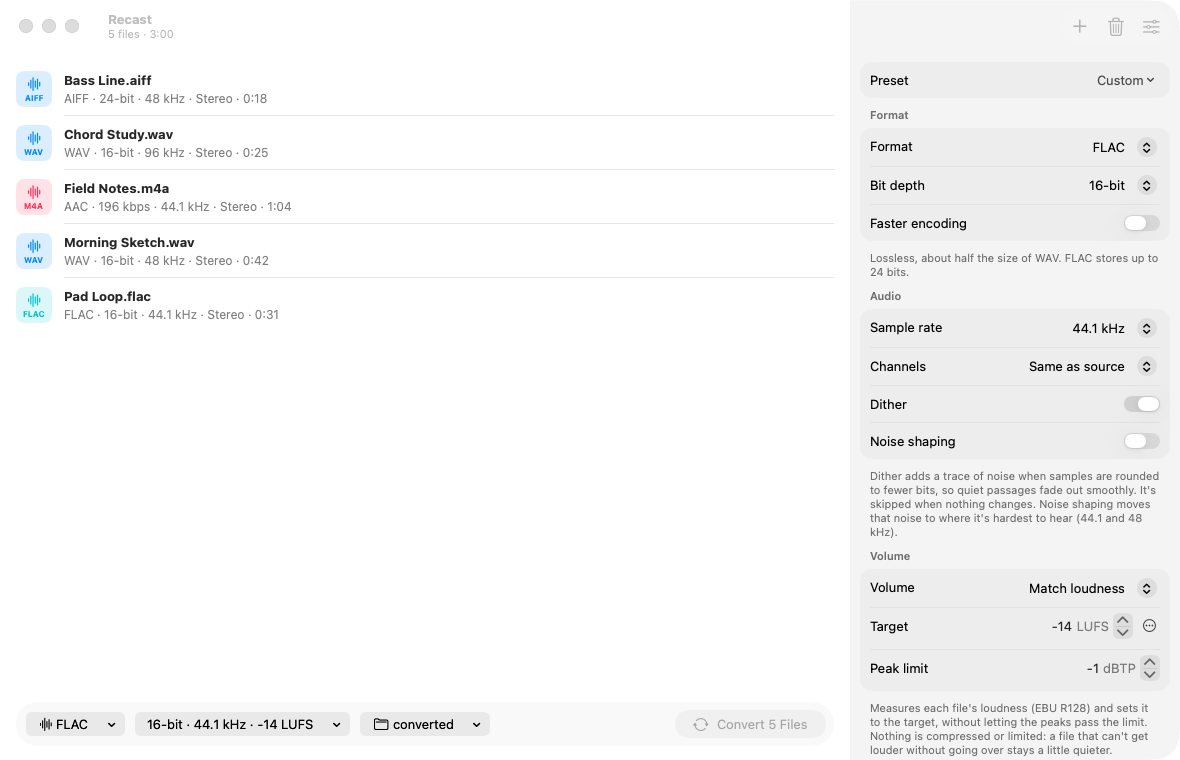 Recast
5 files · 3:00
AIFF
Bass Line.aiff
AIFF · 24-bit · 48 kHz · Stereo · 0:18
WAV
Chord Study.wav
WAV · 16-bit · 96 kHz · Stereo · 0:25
M4A
Field Notes.m4a
AAC · 196 kbps · 44.1 kHz · Stereo · 1:04
WAV
Morning Sketch.wav
WAV · 16-bit · 48 kHz · Stereo · 0:42
FLAC
Pad Loop.flac
FLAC · 16-bit · 44.1 kHz · Stereo · 0:31
FLAC
16-bit · 44.1 kHz · -14 LUFS
converted
Convert 5 Files
Preset Custom
Format
Format FLAC
Bit depth 16-bit
Faster encoding
Lossless, about half the size of WAV. FLAC stores up to
24 bits.
Audio
Sample rate 44.1 kHz
Channels Same as source
Dither
Noise shaping
Dither adds a trace of noise when samples are rounded
to fewer bits, so quiet passages fade out smoothly. It's
skipped when nothing changes. Noise shaping moves
that noise to where it's hardest to hear (44.1 and 48
kHz).
Volume
Volume Match loudness
Target -14 LUFS
Peak limit -1 dBTP
Measures each file's loudness (EBU R128) and sets it
to the target, without letting the peaks pass the limit.
Nothing is compressed or limited: a file that can't get
louder without going over stays a little quieter.